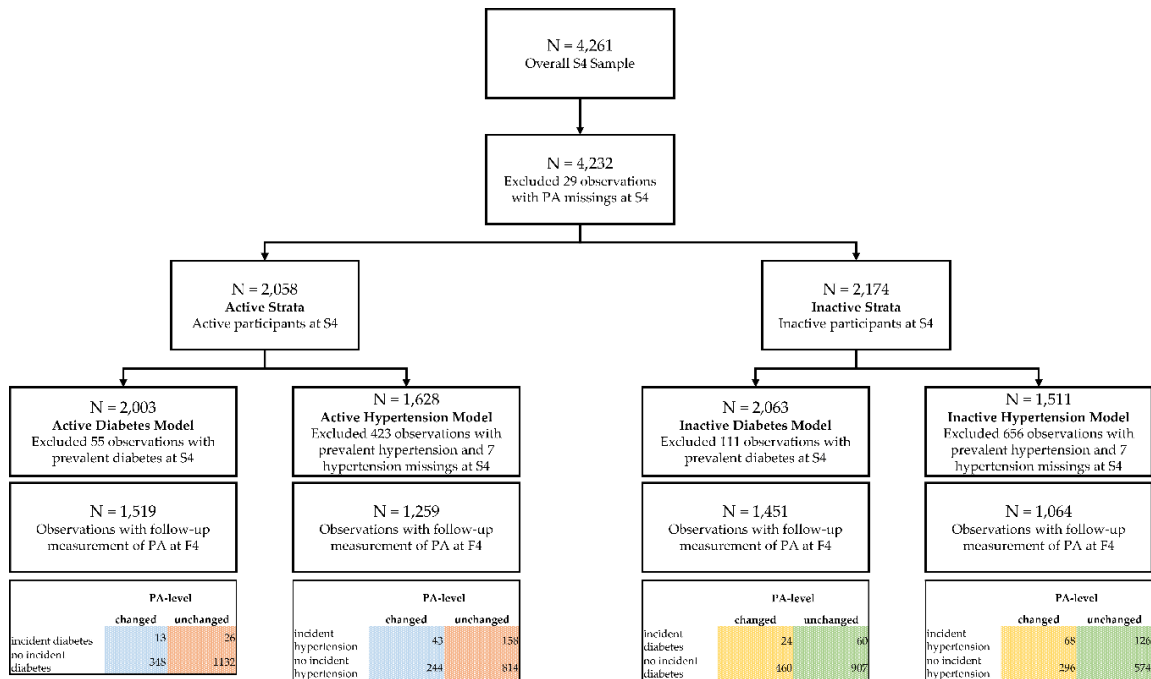 N = 4,261
Overall S4 Sample
N = 4,232
Excluded 29 observations
with PA missings at S4
N = 2,058
Active Strata
Active participants at S4
N = 2,174
Inactive Strata
Inactive participants at S4
N = 2,003
Active Diabetes Model
Excluded 55 observations with
prevalent diabetes at S4
N = 1,628
Active Hypertension Model
Excluded 423 observations with
prevalent hypertension and 7
hypertension missings at S4
N = 2,063
Inactive Diabetes Model
Excluded 111 observations with
prevalent diabetes at S4
N = 1,511
Inactive Hypertension Model
Excluded 656 observations with
prevalent hypertension and 7
hypertension missings at S4
N = 1,519
Observations with follow-up
measurement of PA at F4
N = 1,259
Observations with follow-up
measurement of PA at F4
N = 1,451
Observations with follow-up
measurement of PA at F4
N = 1,064
Observations with follow-up
measurement of PA at F4
PA-level
changed unchanged
incident diabetes 13 26
no incident
diabetes 348 1132
PA-level
changed unchanged
incident
hypertension 43 158
no incident
hypertension 244 814
PA-level
changed unchanged
incident
diabetes 24 60
no incident
diabetes 460 907
PA-level
changed unchanged
incident
hypertension 68 126
no incident
hypertension 296 574